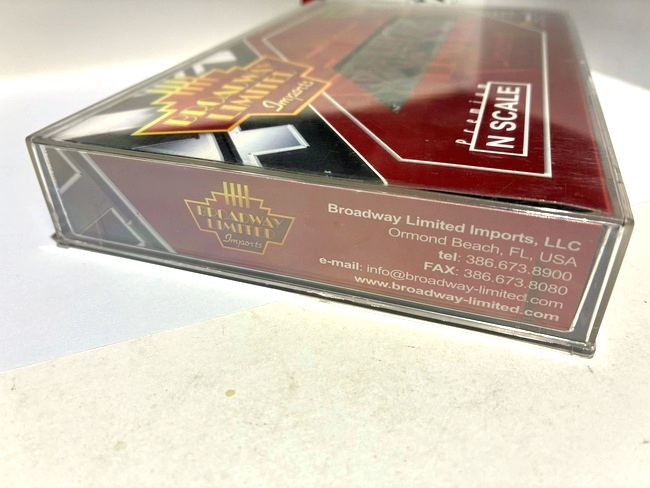 BROADWAY
LIMITED
Imports
Premium
N SCALE
BROADWAY
LIMITED
Imports
Broadway Limited Imports, LLC
Ormond Beach, FL, USA
tel: 386.673.8900
FAX: 386.673.8080
e-mail: info@broadway-limited.com
www.broadway-limited.com